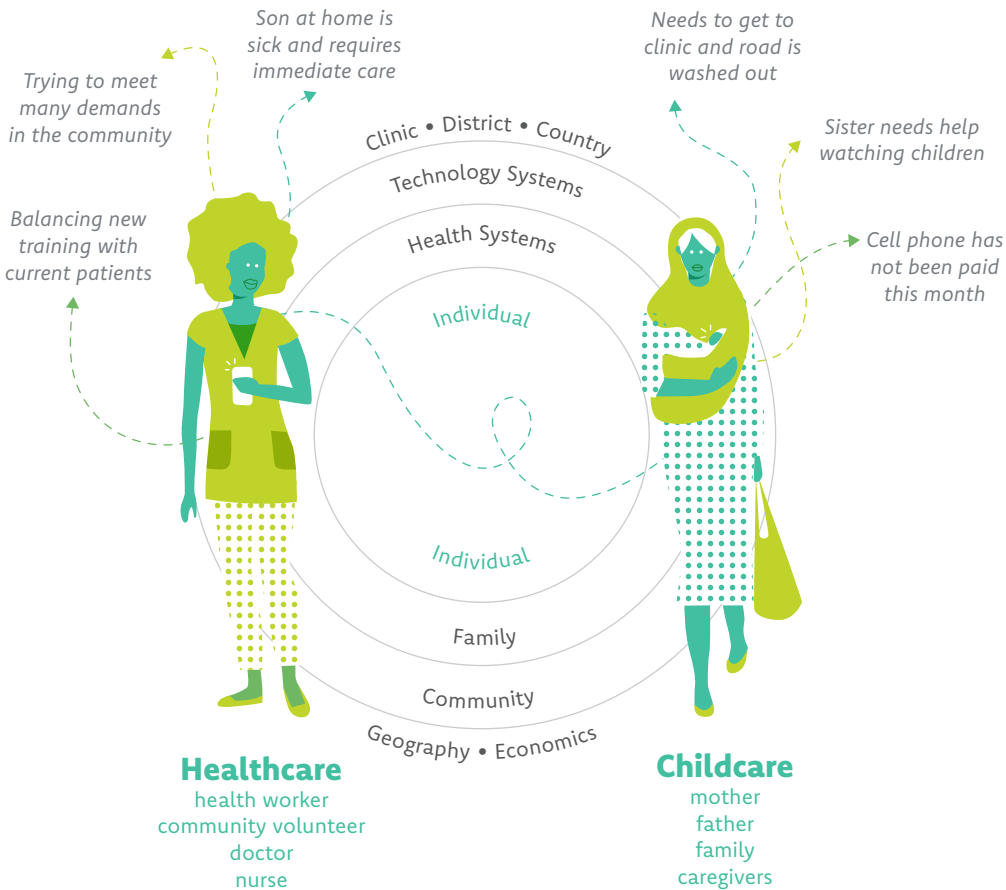 Son at home is
sick and requires
immediate care
Needs to get to
clinic and road is
washed out
Trying to meet
many demands
in the community
Sister needs help
watching children
Balancing new
training with
current patients
Cell phone has
not been paid
this month
Clinic • District • Country
Technology Systems
Health Systems
Individual
Individual
Family
Community
Geography • Economics
Healthcare
health worker
community volunteer
doctor
nurse
Childcare
mother
father
family
caregivers